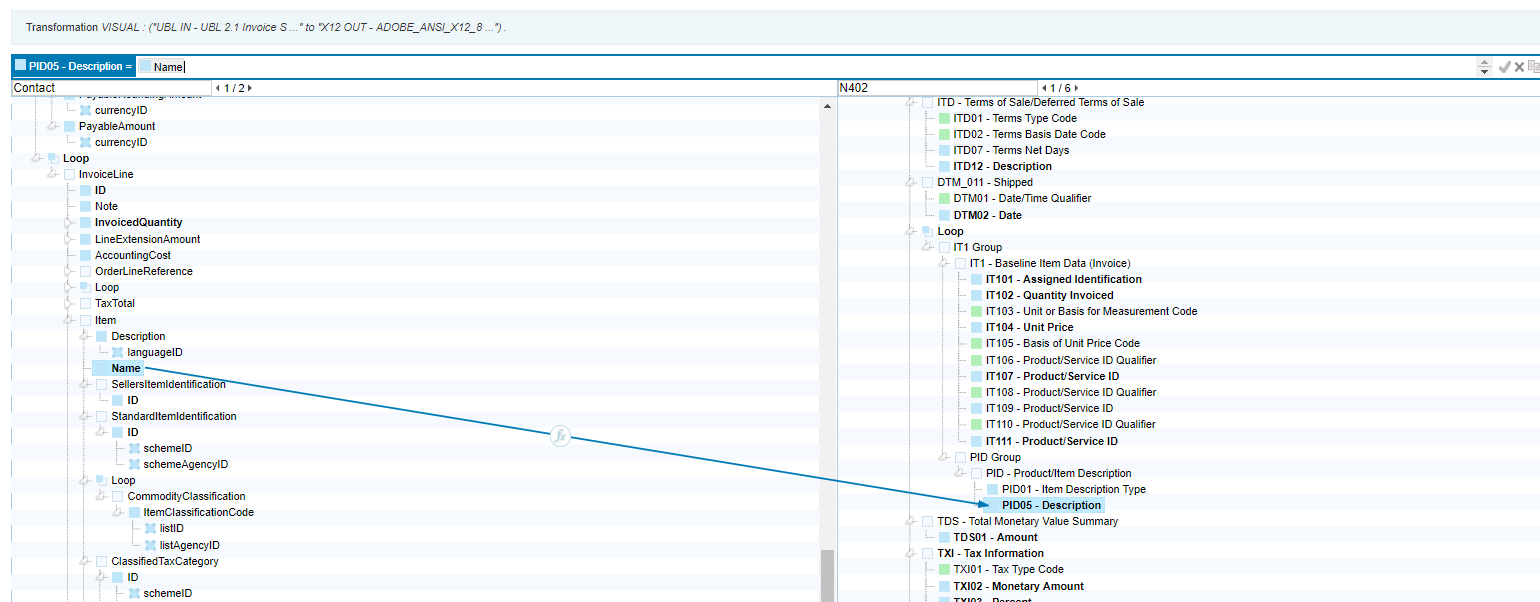 Transformation VISUAL : ("UBL IN - UBL 2.1 Invoice S ..." to "X12 OUT - ADOBE_ANSI_X12_8 ...") .
PID05 - Description = Name
Contact 1 / 2
currencyID
PayableAmount
currencyID
Loop
InvoiceLine
ID
Note
InvoicedQuantity
LineExtensionAmount
AccountingCost
OrderLineReference
Loop
TaxTotal
Item
Description
languageID
Name
SellersItemIdentification
ID
StandardItemIdentification
ID
schemeID
schemeAgencyID
Loop
CommodityClassification
ItemClassificationCode
listID
listAgencyID
ClassifiedTaxCategory
ID
schemeID
fx
N402 1 / 6
ITD - Terms of Sale/Deferred Terms of Sale
ITD01 - Terms Type Code
ITD02 - Terms Basis Date Code
ITD07 - Terms Net Days
ITD12 - Description
DTM_011 - Shipped
DTM01 - Date/Time Qualifier
DTM02 - Date
Loop
IT1 Group
IT1 - Baseline Item Data (Invoice)
IT101 - Assigned Identification
IT102 - Quantity Invoiced
IT103 - Unit or Basis for Measurement Code
IT104 - Unit Price
IT105 - Basis of Unit Price Code
IT106 - Product/Service ID Qualifier
IT107 - Product/Service ID
IT108 - Product/Service ID Qualifier
IT109 - Product/Service ID
IT110 - Product/Service ID Qualifier
IT111 - Product/Service ID
PID Group
PID - Product/Item Description
PID01 - Item Description Type
PID05 - Description
TDS - Total Monetary Value Summary
TDS01 - Amount
TXI - Tax Information
TXI01 - Tax Type Code
TXI02 - Monetary Amount
TXI03 - Percent